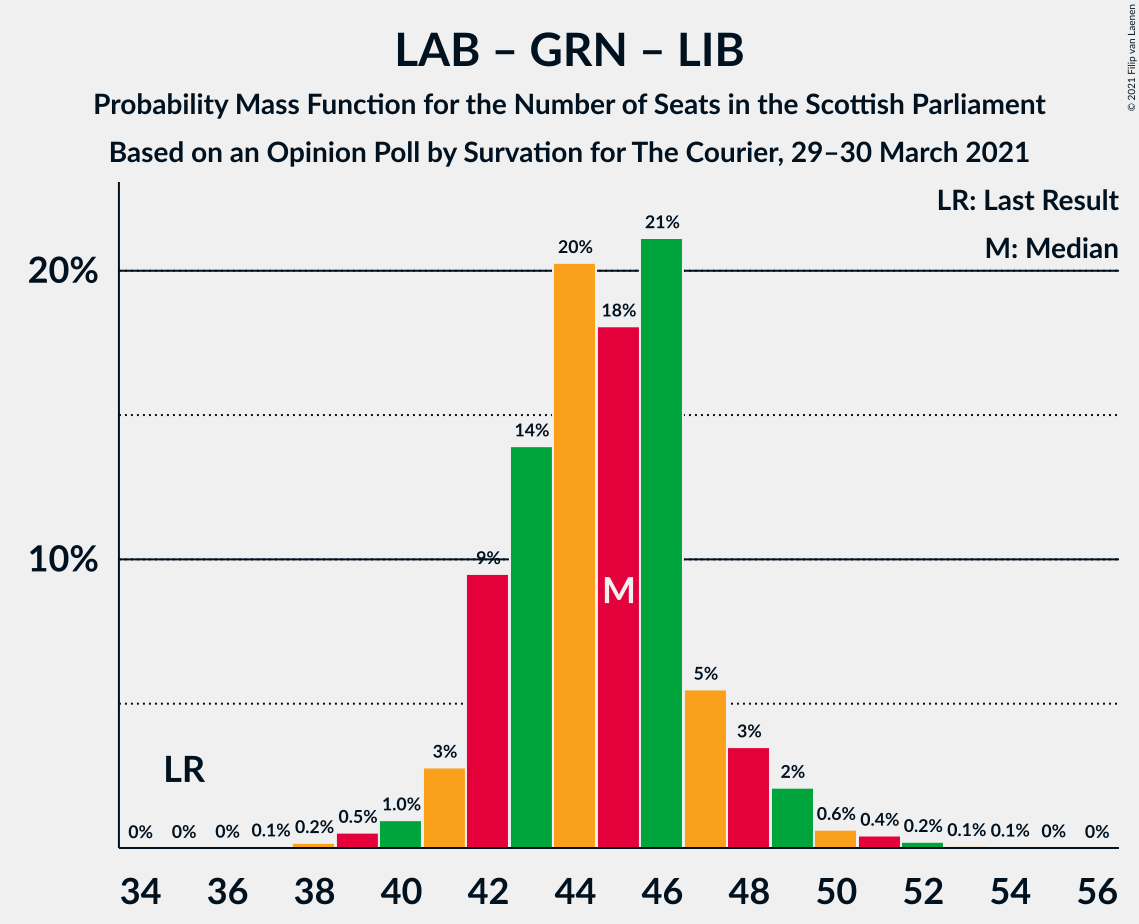 LAB – GRN – LIB
Probability Mass Function for the Number of Seats in the Scottish Parliament
Based on an Opinion Poll by Survation for The Courier, 29–30 March 2021
© 2021 Filip van Laenen
LR: Last Result
M: Median
20%
10%
LR
M
0% 0% 0% 0.1% 0.2% 0.5% 1.0% 3% 9% 14% 20% 18% 21% 5% 3% 2% 0.6% 0.4% 0.2% 0.1% 0.1% 0% 0%
34 36 38 40 42 44 46 48 50 52 54 56